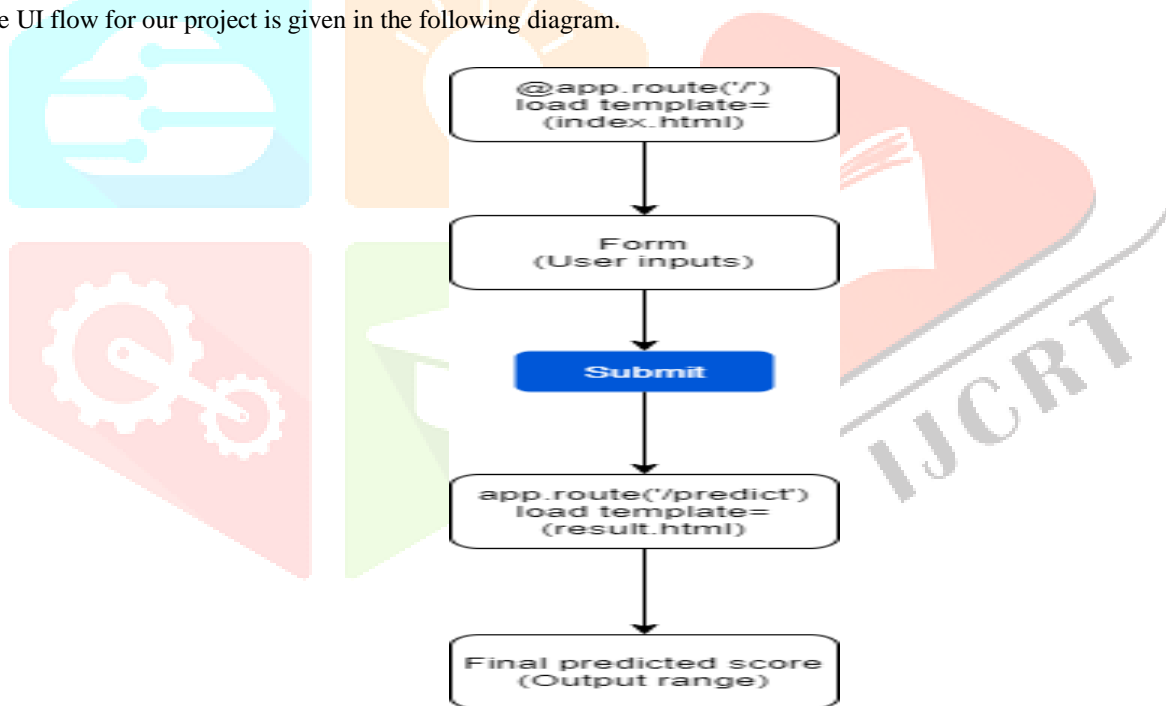 e UI flow for our project is given in the following diagram.
@app.route('/')
load template=
(index.html)
Form
(User inputs)
Submit
app.route('/predict')
load template=
(result.html)
Final predicted score
(Output range)
IJCRT